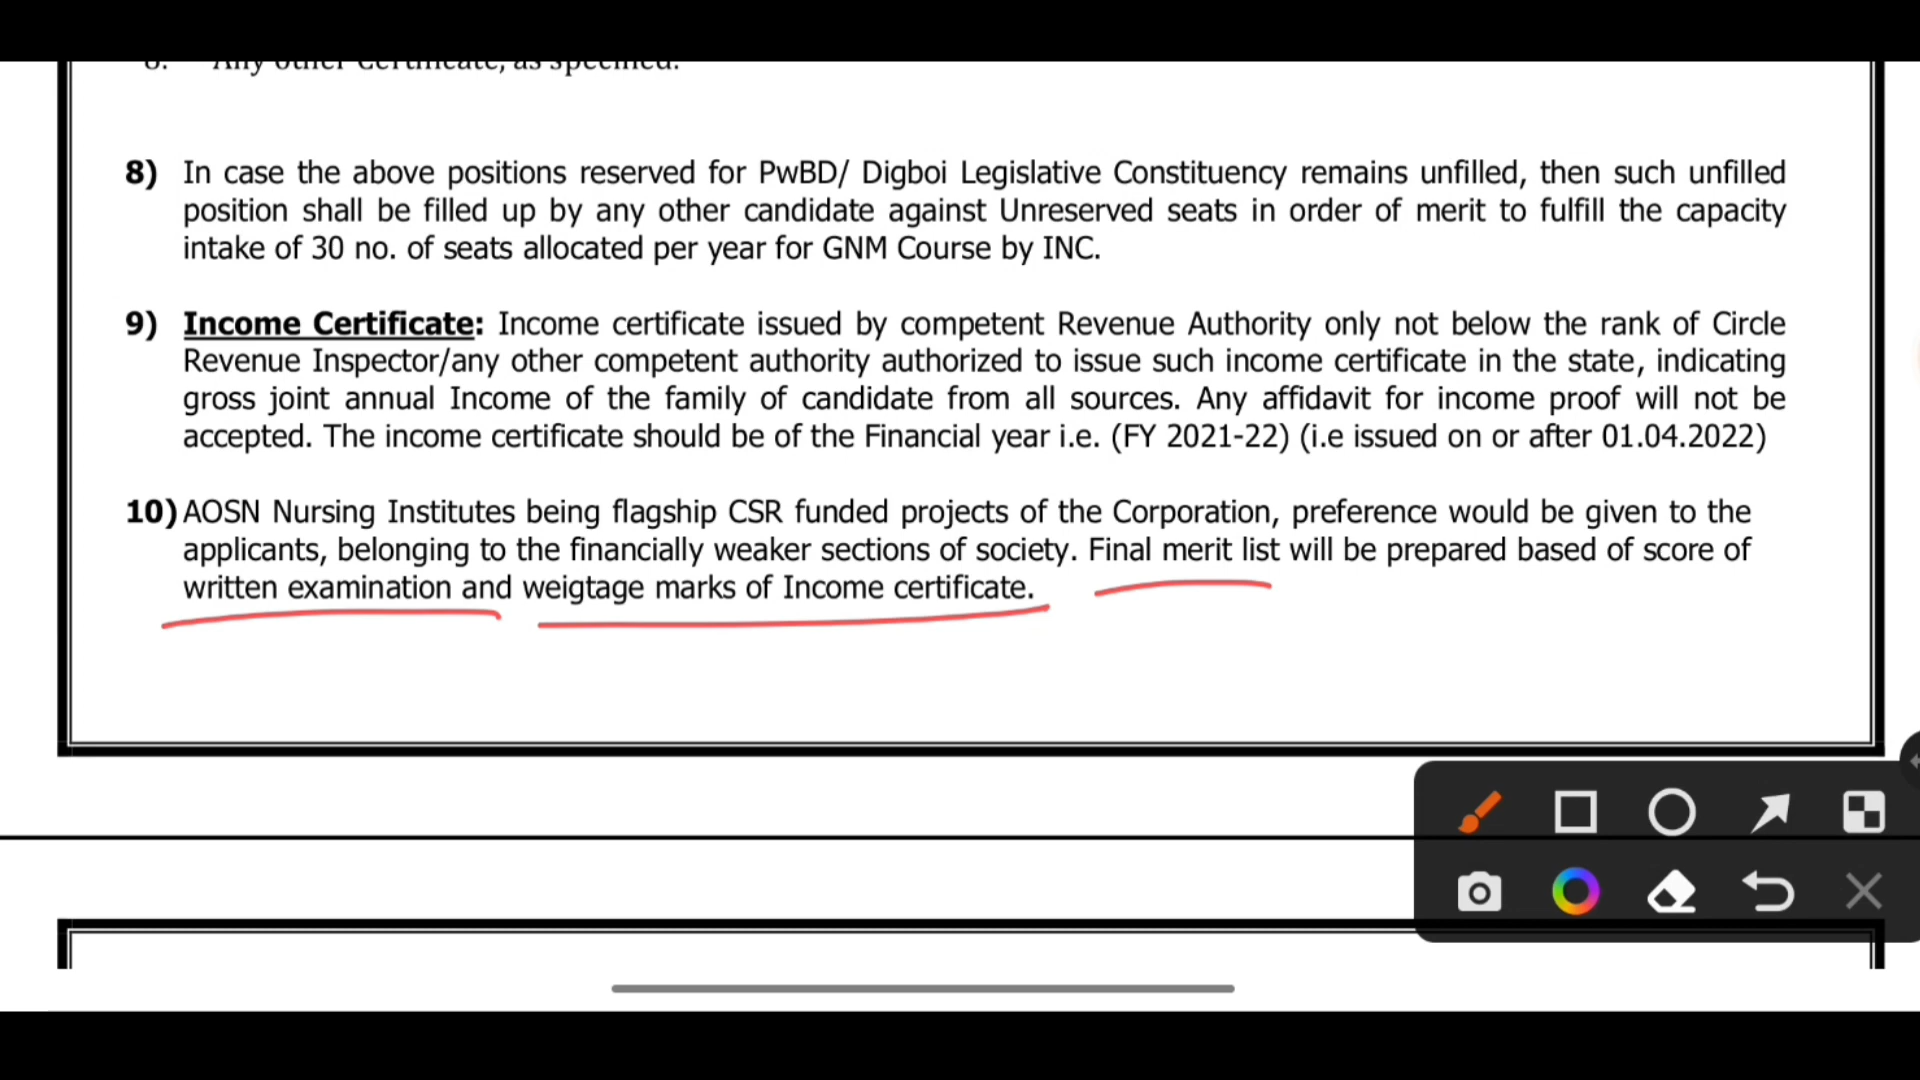 8. Any other Certificate, as specified.
8) In case the above positions reserved for PwBD/ Digboi Legislative Constituency remains unfilled, then such unfilled
position shall be filled up by any other candidate against Unreserved seats in order of merit to fulfill the capacity
intake of 30 no. of seats allocated per year for GNM Course by INC.
9) Income Certificate: Income certificate issued by competent Revenue Authority only not below the rank of Circle
Revenue Inspector/any other competent authority authorized to issue such income certificate in the state, indicating
gross joint annual Income of the family of candidate from all sources. Any affidavit for income proof will not be
accepted. The income certificate should be of the Financial year i.e. (FY 2021-22) (i.e issued on or after 01.04.2022)
10) AOSN Nursing Institutes being flagship CSR funded projects of the Corporation, preference would be given to the
applicants, belonging to the financially weaker sections of society. Final merit list will be prepared based of score of
written examination and weigtage marks of Income certificate.